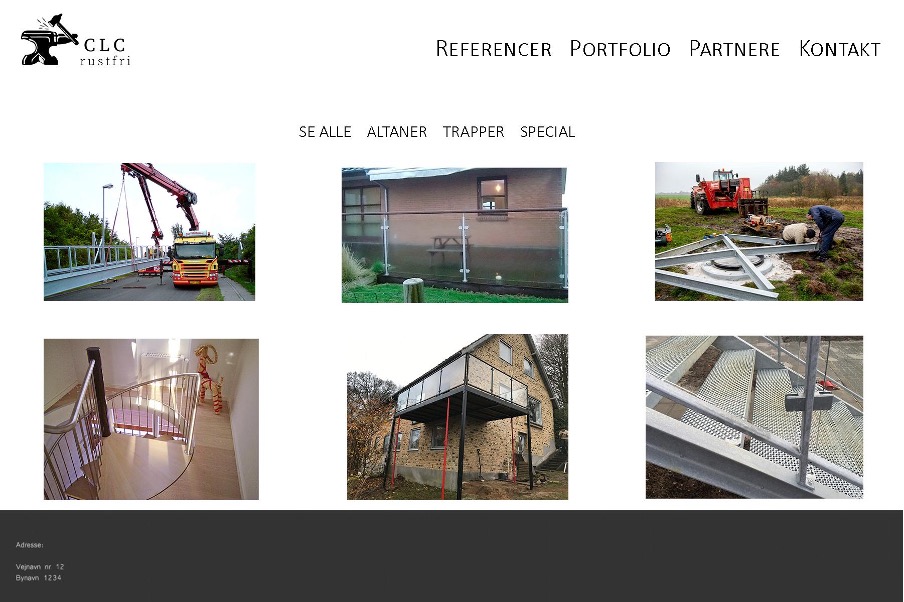 CLC
rustfri
Referencer Portfolio Partnere Kontakt
SE ALLE ALTANER TRAPPER SPECIAL
Adresse:
Vejnavn nr 12
Bynavn 1234